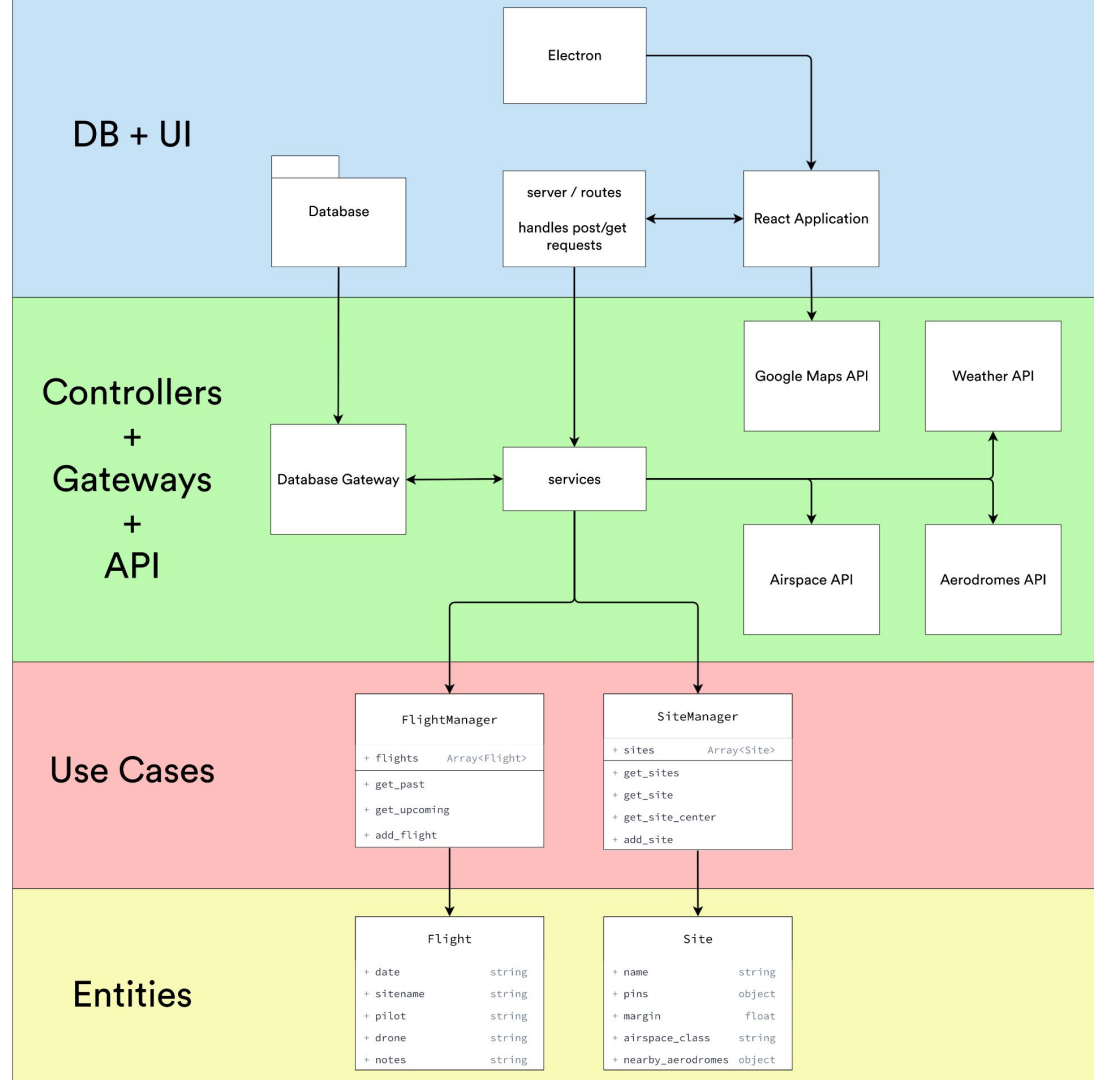 Electron
DB + UI
Database
server / routes
handles post/get
requests
React Application
Controllers
+
Gateways
+
API
Google Maps API
Weather API
Database Gateway
services
Airspace API
Aerodromes API
Use Cases
FlightManager
+ flights Array<Flight>
+ get_past
+ get_upcoming
+ add_flight
SiteManager
+ sites Array<Site>
+ get_sites
+ get_site
+ get_site_center
+ add_site
Entities
Flight
+ date string
+ sitename string
+ pilot string
+ drone string
+ notes string
Site
+ name string
+ pins object
+ margin float
+ airspace_class string
+ nearby_aerodromes object